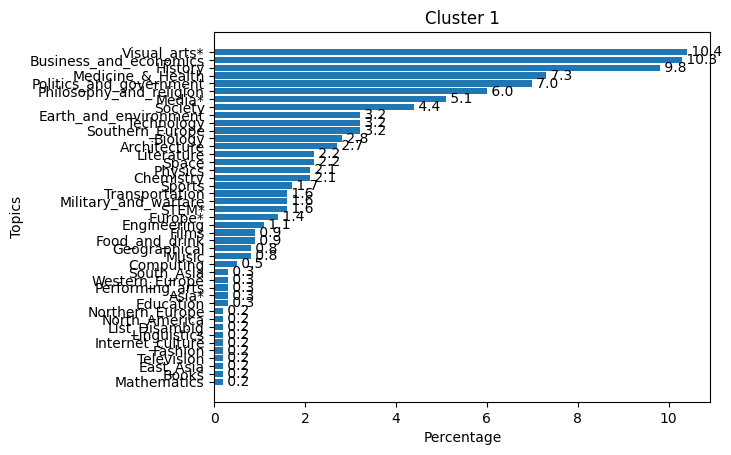 Cluster 1
Visual_arts* 10.4
Business_and_economics 10.3
History 9.8
Medicine_&_Health 7.3
Politics_and_government 7.0
Philosophy_and_religion 6.0
Media* 5.1
Society 4.4
Earth_and_environment 3.2
Technology 3.2
Southern_Europe 3.2
Biology 2.8
Architecture 2.7
Literature 2.2
Space 2.2
Physics 2.1
Chemistry 2.1
Sports 1.7
Transportation 1.6
Military_and_warfare 1.6
STEM* 1.6
Europe* 1.4
Engineering 1.1
Films 0.9
Food_and_drink 0.9
Geographical 0.8
Music 0.8
Computing 0.5
South_Asia 0.3
Western_Europe 0.3
Performing_arts 0.3
Asia* 0.3
Education 0.3
Northern_Europe 0.2
North_America 0.2
List_Disambig 0.2
Linguistics 0.2
Internet_culture 0.2
Fashion 0.2
Television 0.2
East_Asia 0.2
Books 0.2
Mathematics 0.2
Topics
0 2 4 6 8 10
Percentage